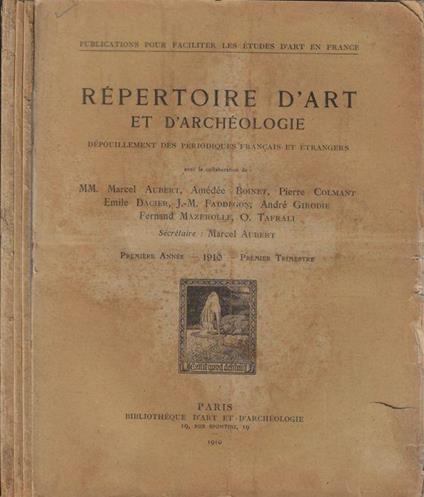 PUBLICATIONS POUR FACILITER LES ÉTUDES D'ART EN FRANCE
RÉPERTOIRE D'ART
ET D'ARCHÉOLOGIE
DÉPOUILLEMENT DES PÉRIODIQUES FRANÇAIS ET ÉTRANGERS
avec la collaboration de
MM. Marcel AUBERT, Amédée BOINET, Pierre COLMANT
Emile DACIER, J.-M. FADDEGON, André GIRODIE
Fernand MAZEROLLE, O. TAFRALI
Secrétaire : Marcel AUBERT
PREMIÈRE ANNÉE — 1910 — PREMIER TRIMESTRE
PARIS
BIBLIOTHÈQUE D'ART ET D'ARCHÉOLOGIE
19, RUE SPONTINI, 19
1910